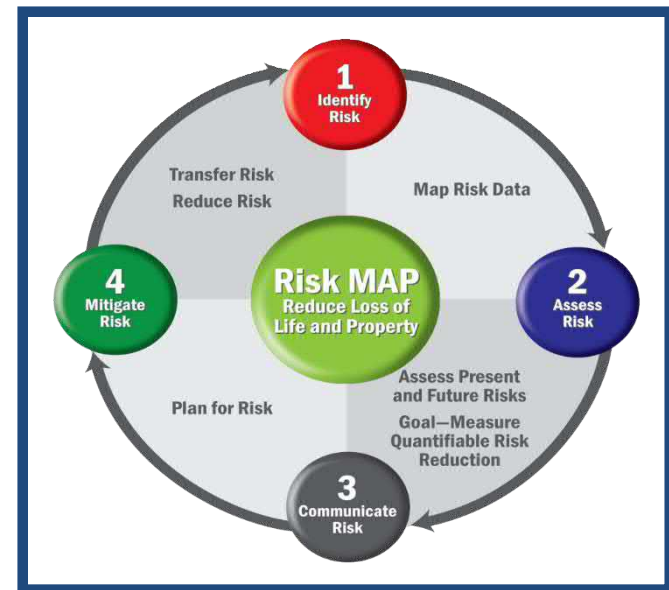 1
Identify
Risk
Transfer Risk
Reduce Risk
Map Risk Data
4
Mitigate
Risk
Risk MAP
Reduce Loss of
Life and Property
2
Assess
Risk
Assess Present
and Future Risks
Goal—Measure
Quantifiable Risk
Reduction
Plan for Risk
3
Communicate
Risk